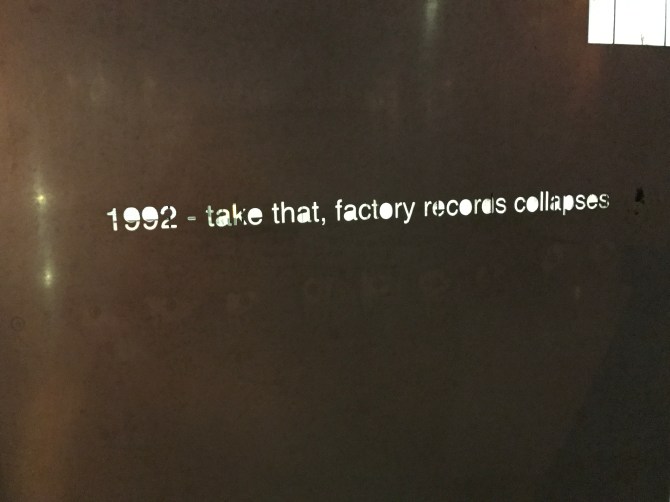 1992 - take that, factory records collapses